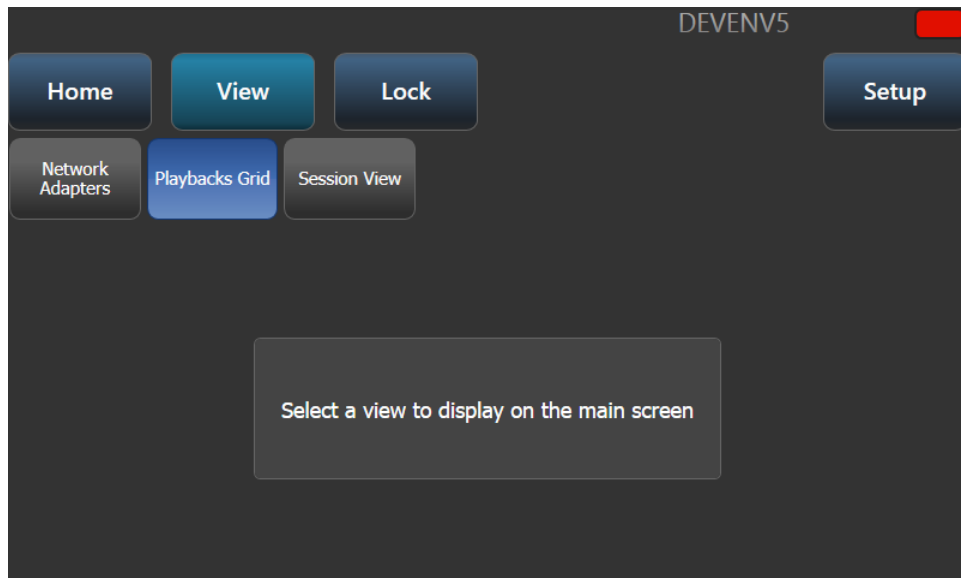 DEVENV5
Home
View
Lock
Setup
Network
Adapters
Playbacks Grid
Session View
Select a view to display on the main screen